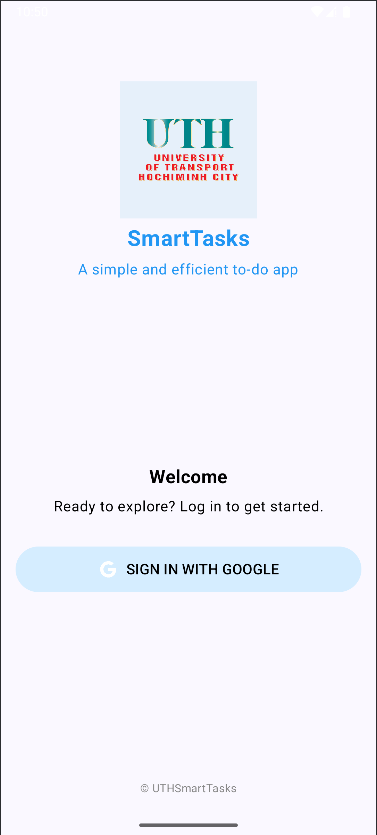 UTH
UNIVERSITY
OF TRANSPORT
HOCHIMINH CITY
SmartTasks
A simple and efficient to-do app
Welcome
Ready to explore? Log in to get started.
G SIGN IN WITH GOOGLE
© UTHSmartTasks